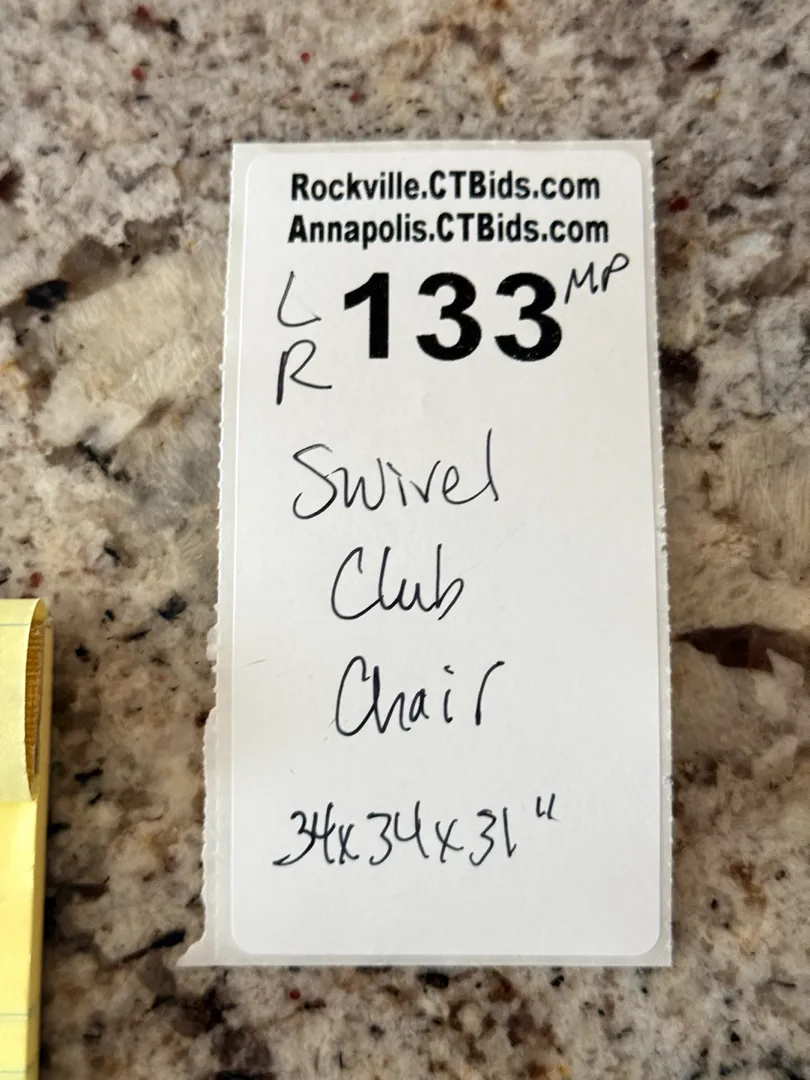 Rockville.CTBids.com
Annapolis.CTBids.com
L
R
133 MP
Swivel
Club
Chair
34x34x31"